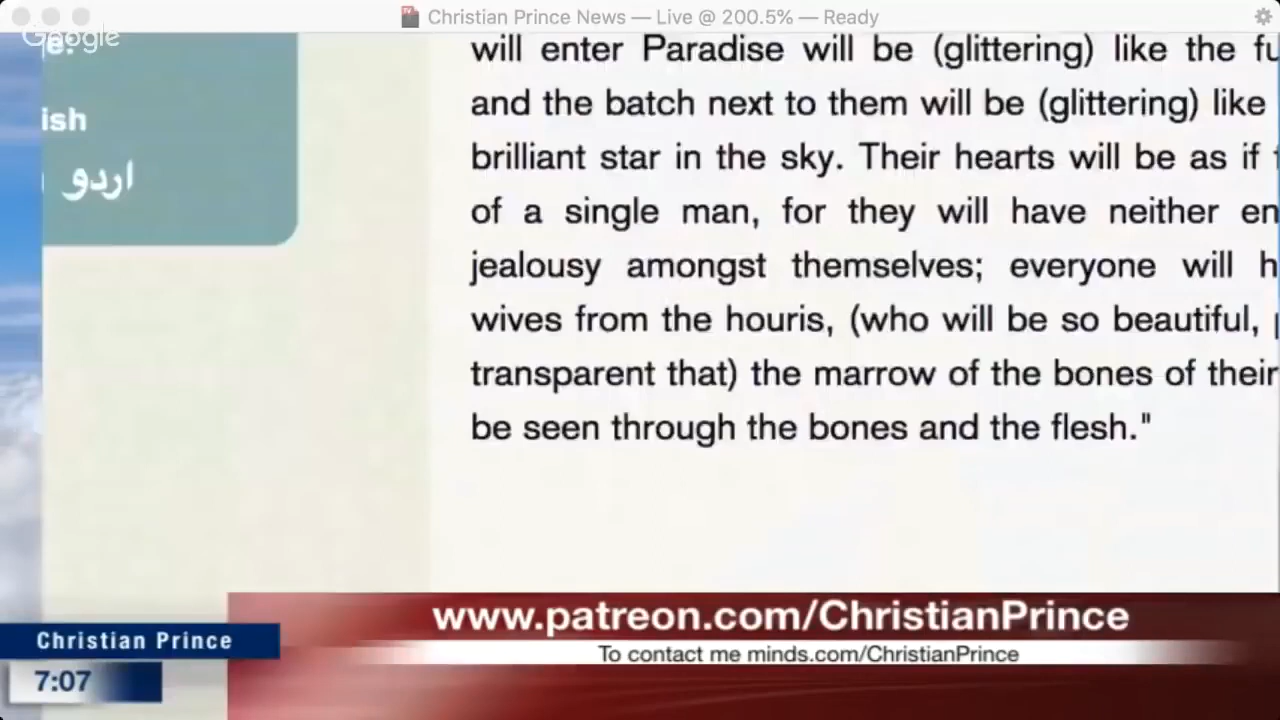 Christian Prince News — Live @ 200.5% — Ready
Google
e:
ish
اردو
will enter Paradise will be (glittering) like the fu
and the batch next to them will be (glittering) like
brilliant star in the sky. Their hearts will be as if
of a single man, for they will have neither en
jealousy amongst themselves; everyone will h
wives from the houris, (who will be so beautiful,
transparent that) the marrow of the bones of their
be seen through the bones and the flesh."
www.patreon.com/ChristianPrince
To contact me minds.com/ChristianPrince
Christian Prince
7:07